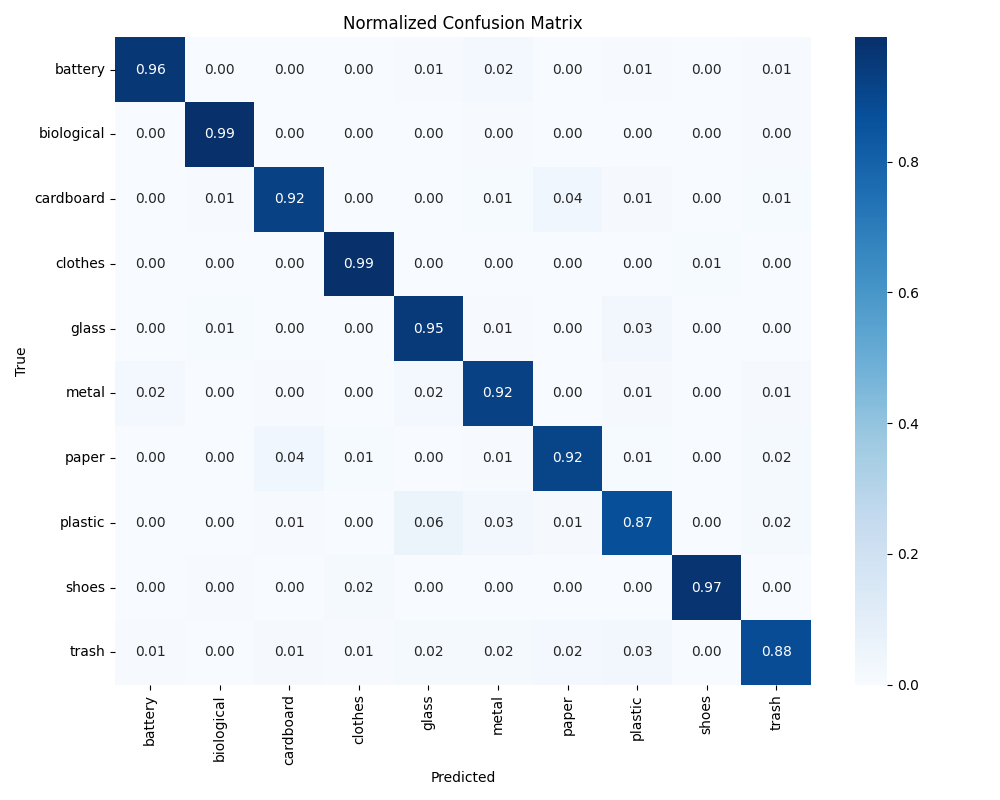 Normalized Confusion Matrix
battery 0.96 0.00 0.00 0.00 0.01 0.02 0.00 0.01 0.00 0.01
biological 0.00 0.99 0.00 0.00 0.00 0.00 0.00 0.00 0.00 0.00
cardboard 0.00 0.01 0.92 0.00 0.00 0.01 0.04 0.01 0.00 0.01
clothes 0.00 0.00 0.00 0.99 0.00 0.00 0.00 0.00 0.01 0.00
glass 0.00 0.01 0.00 0.00 0.95 0.01 0.00 0.03 0.00 0.00
metal 0.02 0.00 0.00 0.00 0.02 0.92 0.00 0.01 0.00 0.01
paper 0.00 0.00 0.04 0.01 0.00 0.01 0.92 0.01 0.00 0.02
plastic 0.00 0.00 0.01 0.00 0.06 0.03 0.01 0.87 0.00 0.02
shoes 0.00 0.00 0.00 0.02 0.00 0.00 0.00 0.00 0.97 0.00
trash 0.01 0.00 0.01 0.01 0.02 0.02 0.02 0.03 0.00 0.88
battery biological cardboard clothes glass metal paper plastic shoes trash
Predicted
True
0.8
0.6
0.4
0.2
0.0